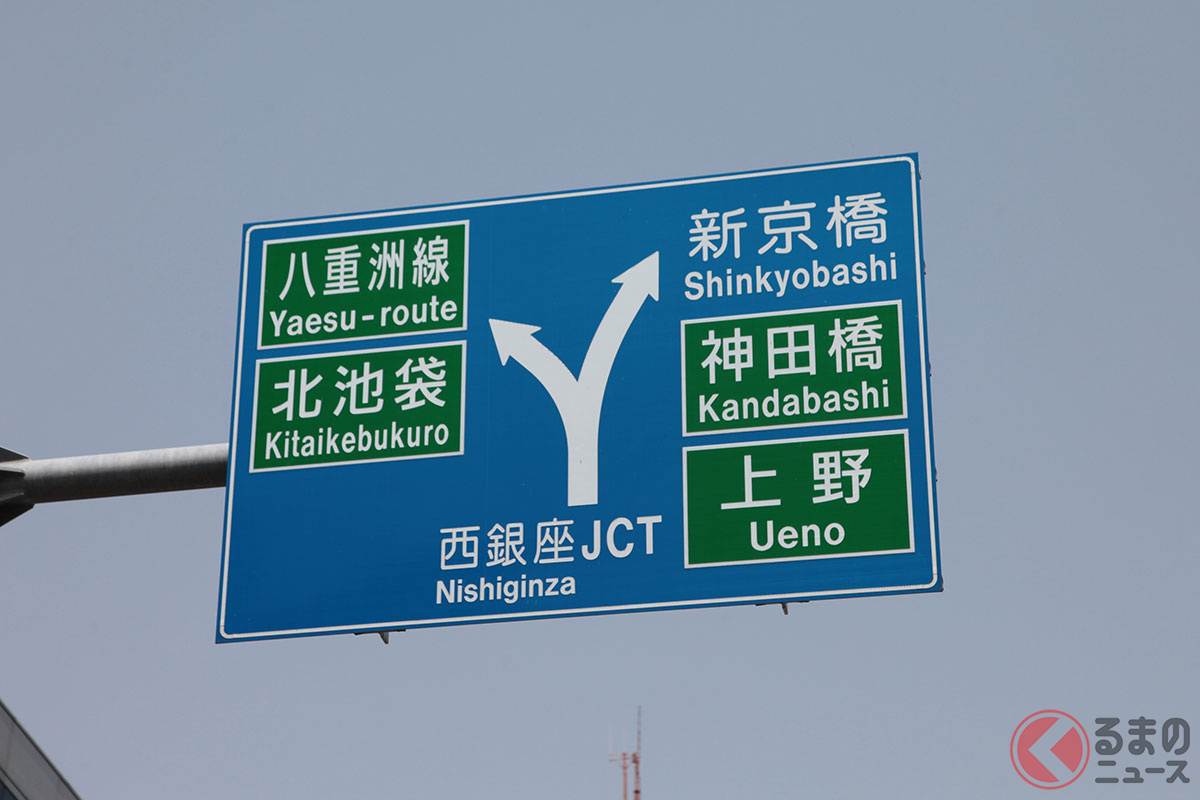 八重洲線
Yaesu-route
北池袋
Kitaikebukuro
新京橋
Shinkyobashi
神田橋
Kandabashi
上野
Ueno
西銀座JCT
Nishiginza
くるまの
ニュース